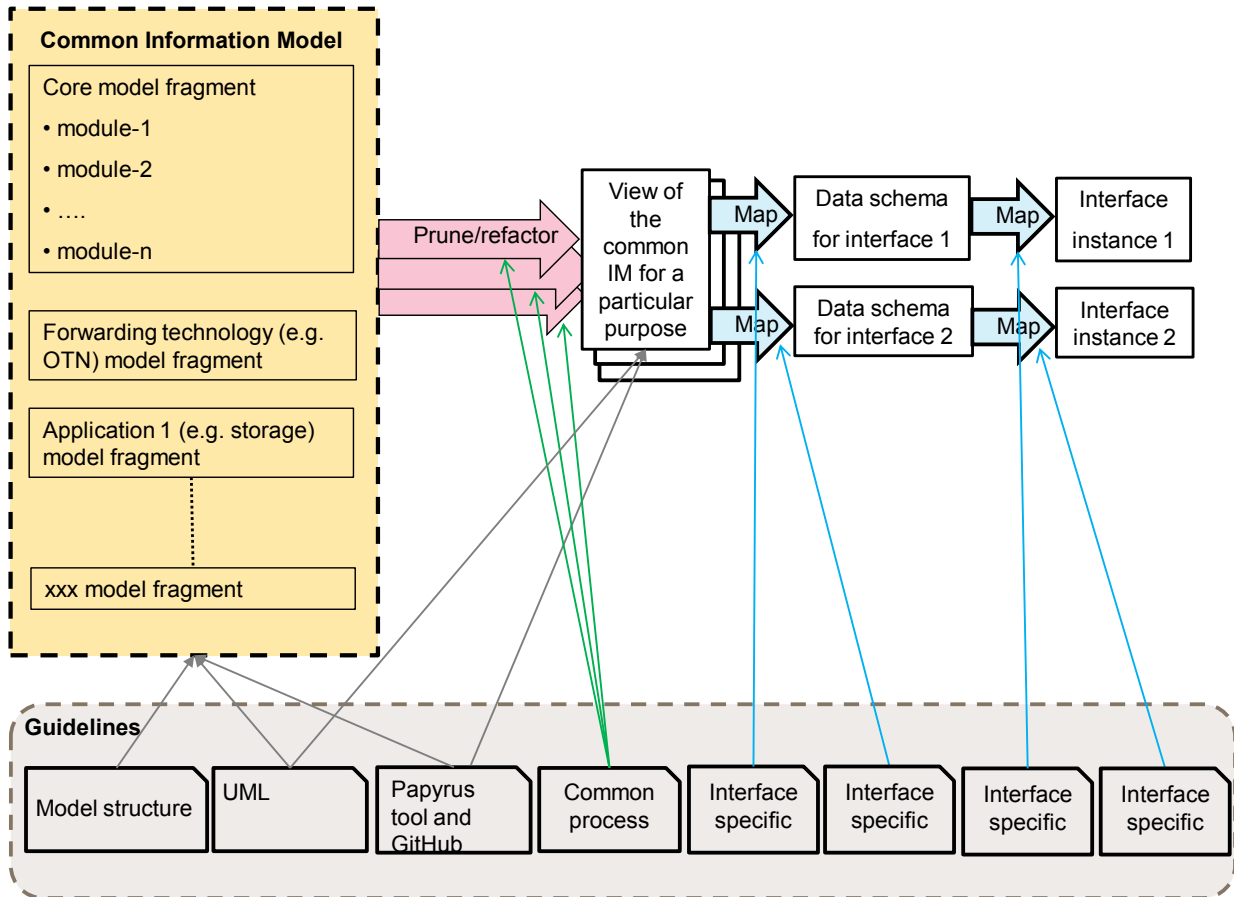 Common Information Model
Core model fragment
• module-1
• module-2
• ....
• module-n
Forwarding technology (e.g.
OTN) model fragment
Application 1 (e.g. storage)
model fragment
xxx model fragment
Prune/refactor
View of
the
common
IM for a
particular
purpose
Map
Data schema
for interface 1
Map
Interface
instance 1
Map
Data schema
for interface 2
Map
Interface
instance 2
Guidelines
Model structure
UML
Papyrus
tool and
GitHub
Common
process
Interface
specific
Interface
specific
Interface
specific
Interface
specific